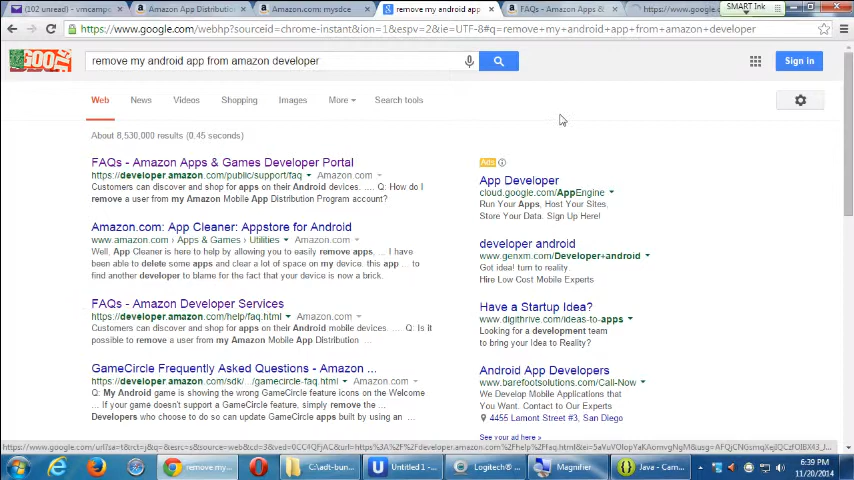 (102 unread) - vmcampo
Amazon App Distributio
Amazon.com: mysdce
remove my android app
FAQs - Amazon Apps &
https://www.google.co
SMART Ink
https://www.google.com/webhp?sourceid=chrome-instant&ion=1&espv=2&ie=UTF-8#q=remove+my+android+app+from+amazon+developer
remove my android app from amazon developer
Sign in
Web News Videos Shopping Images More Search tools
About 8,530,000 results (0.45 seconds)
FAQs - Amazon Apps & Games Developer Portal
https://developer.amazon.com/public/support/faq Amazon.com
Customers can discover and shop for apps on their Android devices. .... Q: How do I
remove a user from my Amazon Mobile App Distribution Program account?
Amazon.com: App Cleaner: Appstore for Android
www.amazon.com › Apps & Games › Utilities Amazon.com
Well, App Cleaner is here to help by allowing you to easily remove apps. ... I have
been able to delete some apps and clear a lot of space on my device. this app ... to
find another developer to blame for the fact that your device is now a brick.
FAQs - Amazon Developer Services
https://developer.amazon.com/help/faq.html Amazon.com
Customers can discover and shop for apps on their Android mobile devices. ... Q: Is it
possible to remove a user from my Amazon Mobile App Distribution ...
GameCircle Frequently Asked Questions - Amazon ...
https://developer.amazon.com/sdk/.../gamecircle-faq.html Amazon.com
Q: My Android game is showing the wrong GameCircle feature icons on the Welcome
... If your game doesn't support a GameCircle feature, simply remove the ...
Developers who choose to do so can update GameCircle apps built by using an ...
Ads
App Developer
cloud.google.com/AppEngine
Run Your Apps, Host Your Sites,
Store Your Data. Sign Up Here!
developer android
www.genxm.com/Developer+android
Got idea! turn to reality.
Hire Low Cost Mobile Experts
Have a Startup Idea?
www.digithrive.com/ideas-to-apps
Looking for a development team
to bring your Idea to Reality?
Android App Developers
www.barefootsolutions.com/Call-Now
We Develop Mobile Applications that
You Want. Contact to Our Experts
4455 Lamont Street #3, San Diego
See your ad here »
remove my...
C:\adt-bun...
Untitled 1 -...
Logitech® ...
Magnifier
Java - Cam...
6:39 PM
11/20/2014